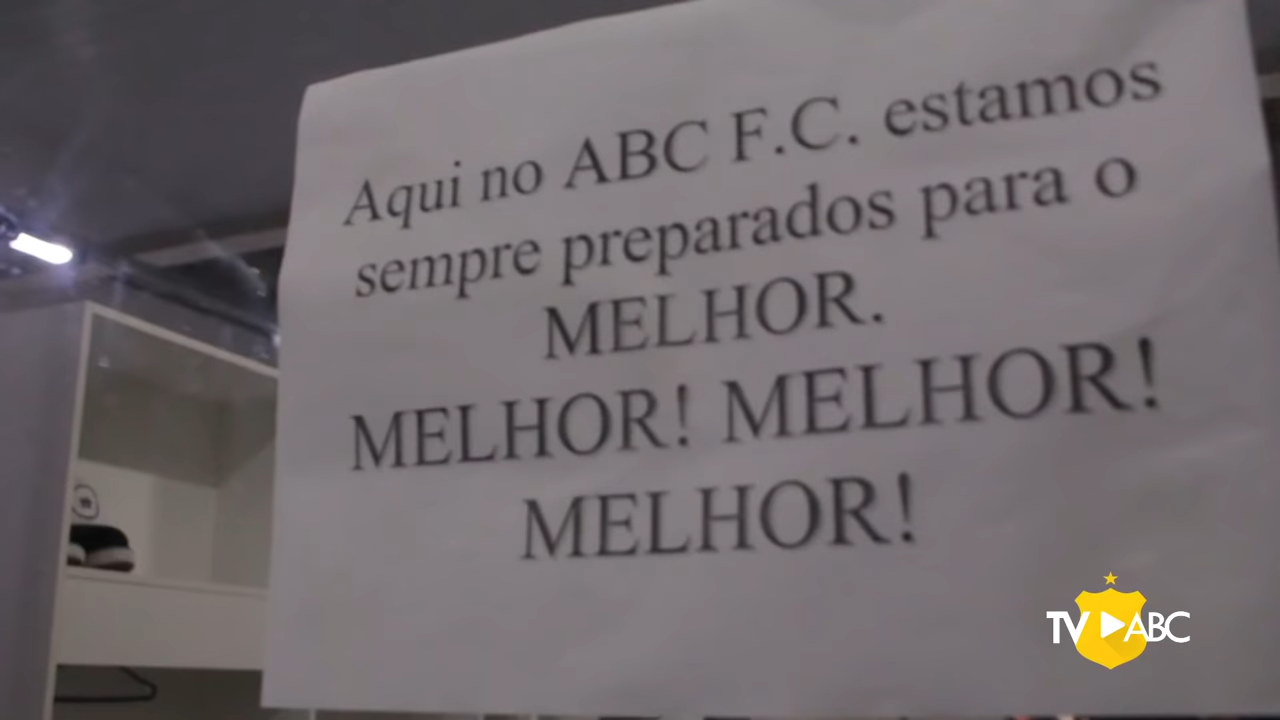 Aqui no ABC F.C. estamos
sempre preparados para o
MELHOR.
MELHOR! MELHOR!
MELHOR!
TV ABC